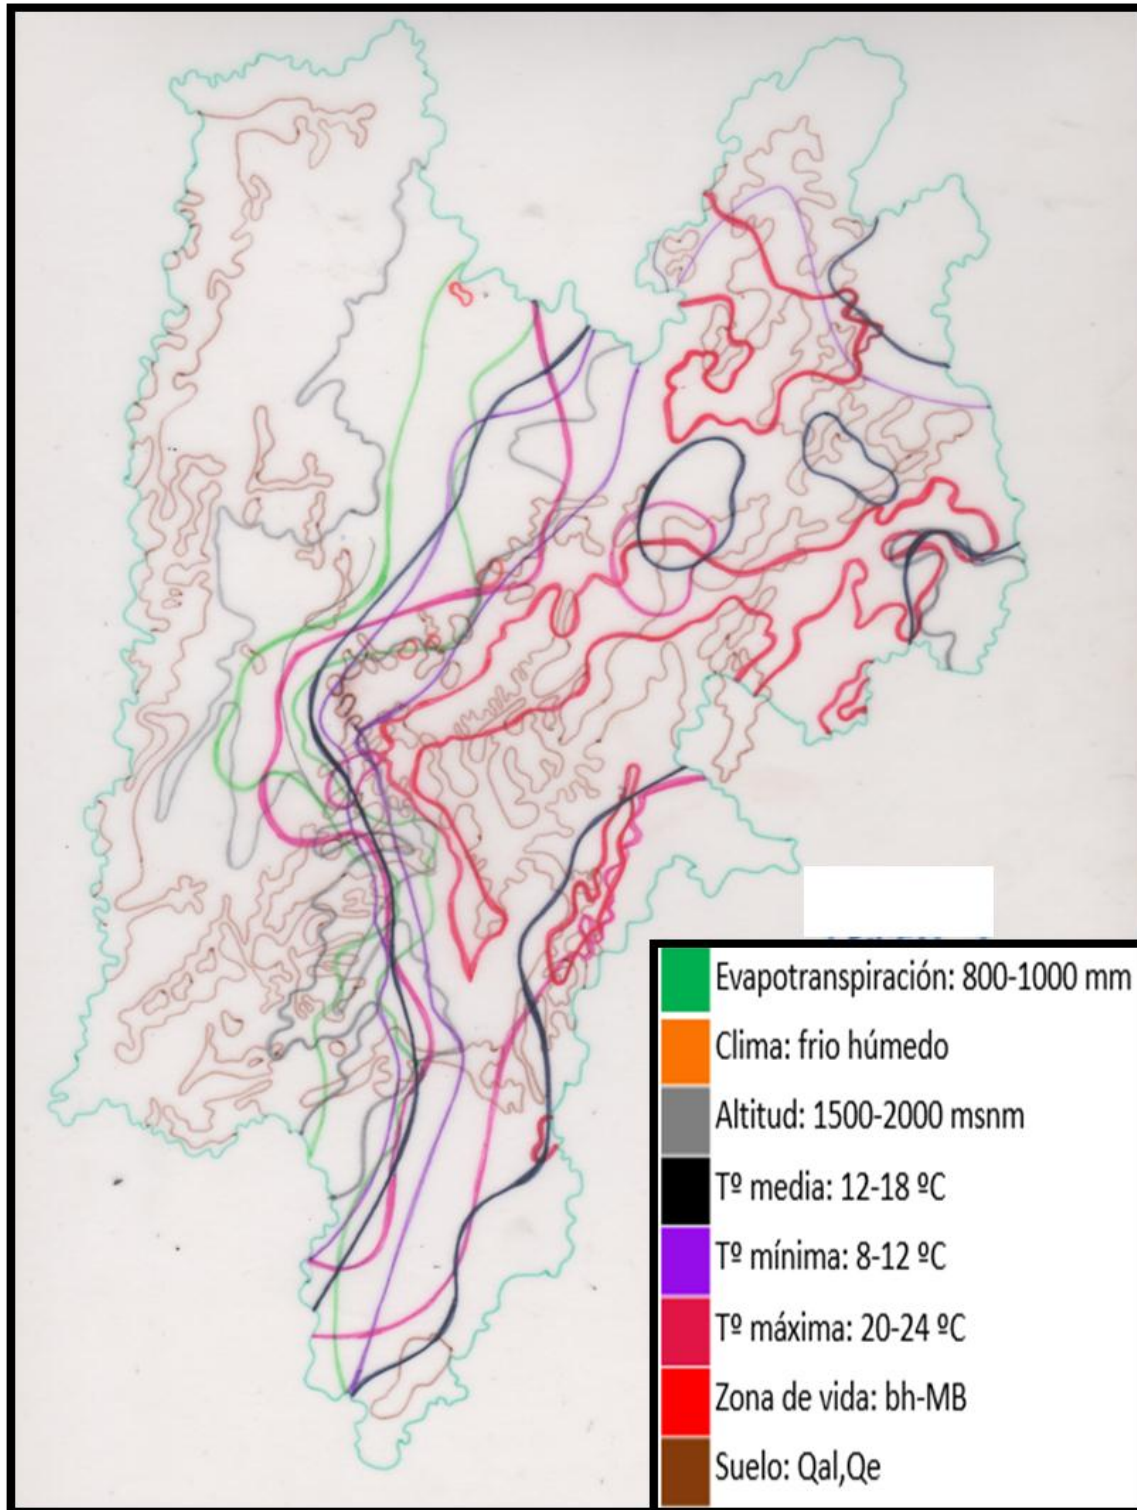 Evapotranspiración: 800-1000 mm
Clima: frio húmedo
Altitud: 1500-2000 msnm
Tº media: 12-18 ºC
Tº mínima: 8-12 ºC
Tº máxima: 20-24 ºC
Zona de vida: bh-MB
Suelo: Qal,Qe